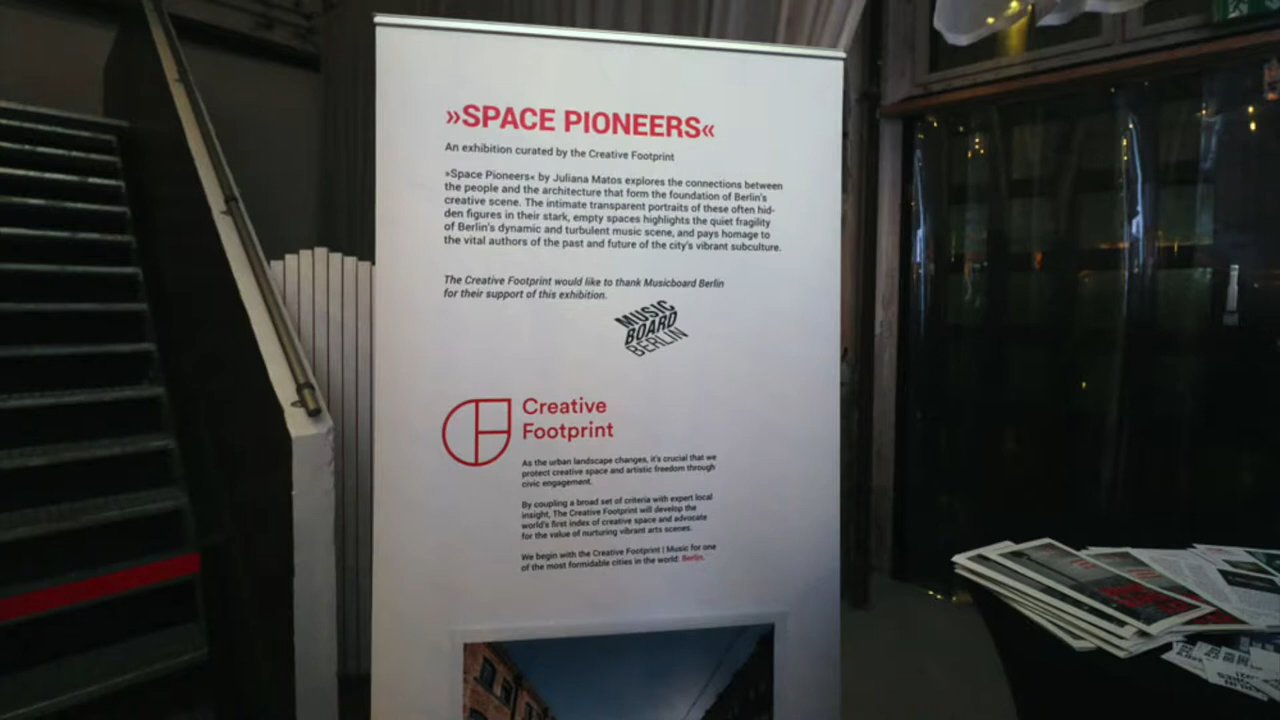 »SPACE PIONEERS«
An exhibition curated by the Creative Footprint
»Space Pioneers« by Juliana Matos explores the connections between
the people and the architecture that form the foundation of Berlin's
creative scene. The intimate transparent portraits of these often hid-
den figures in their stark, empty spaces highlights the quiet fragility
of Berlin's dynamic and turbulent music scene, and pays homage to
the vital authors of the past and future of the city's vibrant subculture.
The Creative Footprint would like to thank Musicboard Berlin
for their support of this exhibition.
MUSIC
BOARD
BERLIN
Creative
Footprint
As the urban landscape changes, it's crucial that we
protect creative space and artistic freedom through
civic engagement.
By coupling a broad set of criteria with expert local
insight, The Creative Footprint will develop the
world's first index of creative space and advocate
for the value of nurturing vibrant arts scenes.
We begin with the Creative Footprint | Music for one
of the most formidable cities in the world: Berlin.